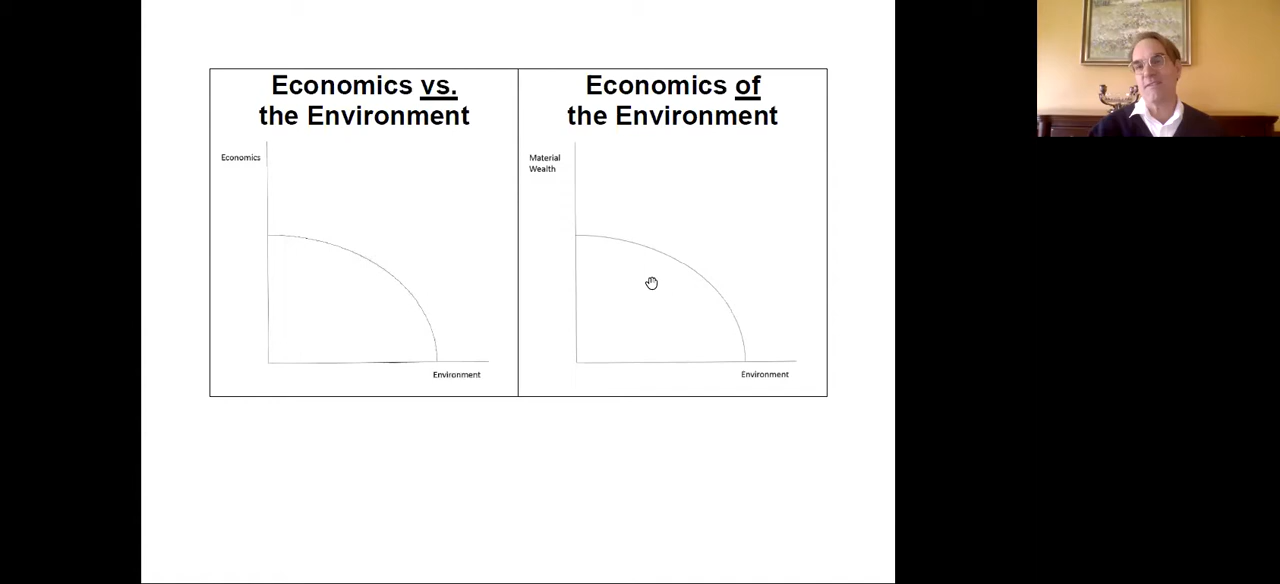 Economics vs.
the Environment
Economics
Environment
Economics of
the Environment
Material
Wealth
Environment